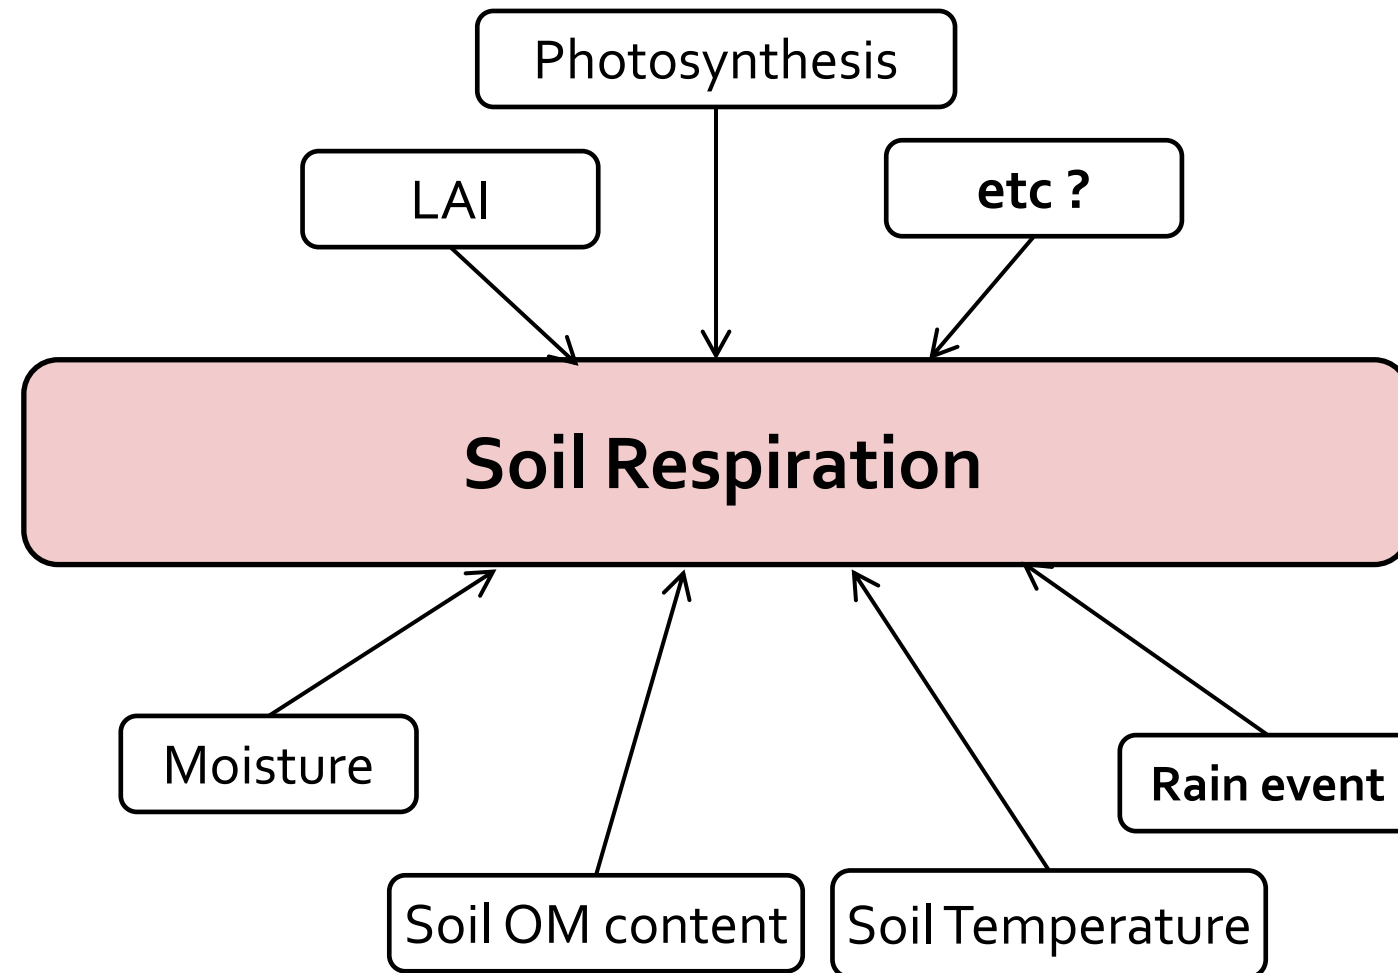 Photosynthesis
LAI
etc ?
Soil Respiration
Moisture
Rain event
Soil OM content
Soil Temperature